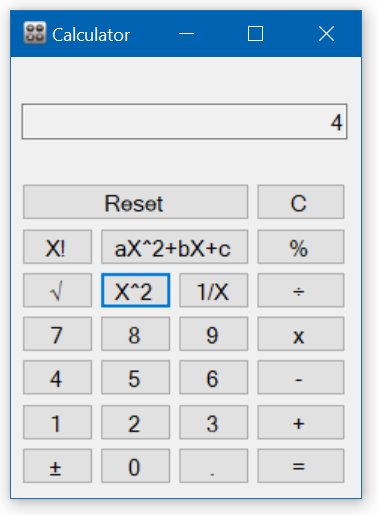 Calculator
4
Reset C
X! aX^2+bX+c %
√ X^2 1/X ÷
7 8 9 x
4 5 6 -
1 2 3 +
± 0 . =